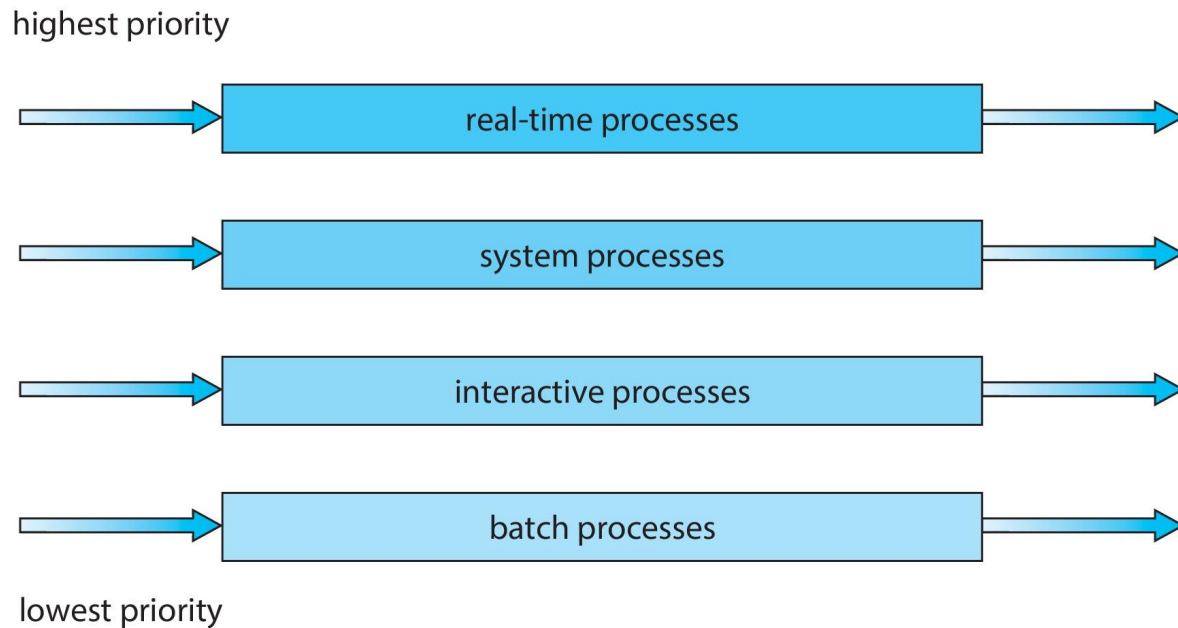 highest priority
real-time processes
system processes
interactive processes
batch processes
lowest priority